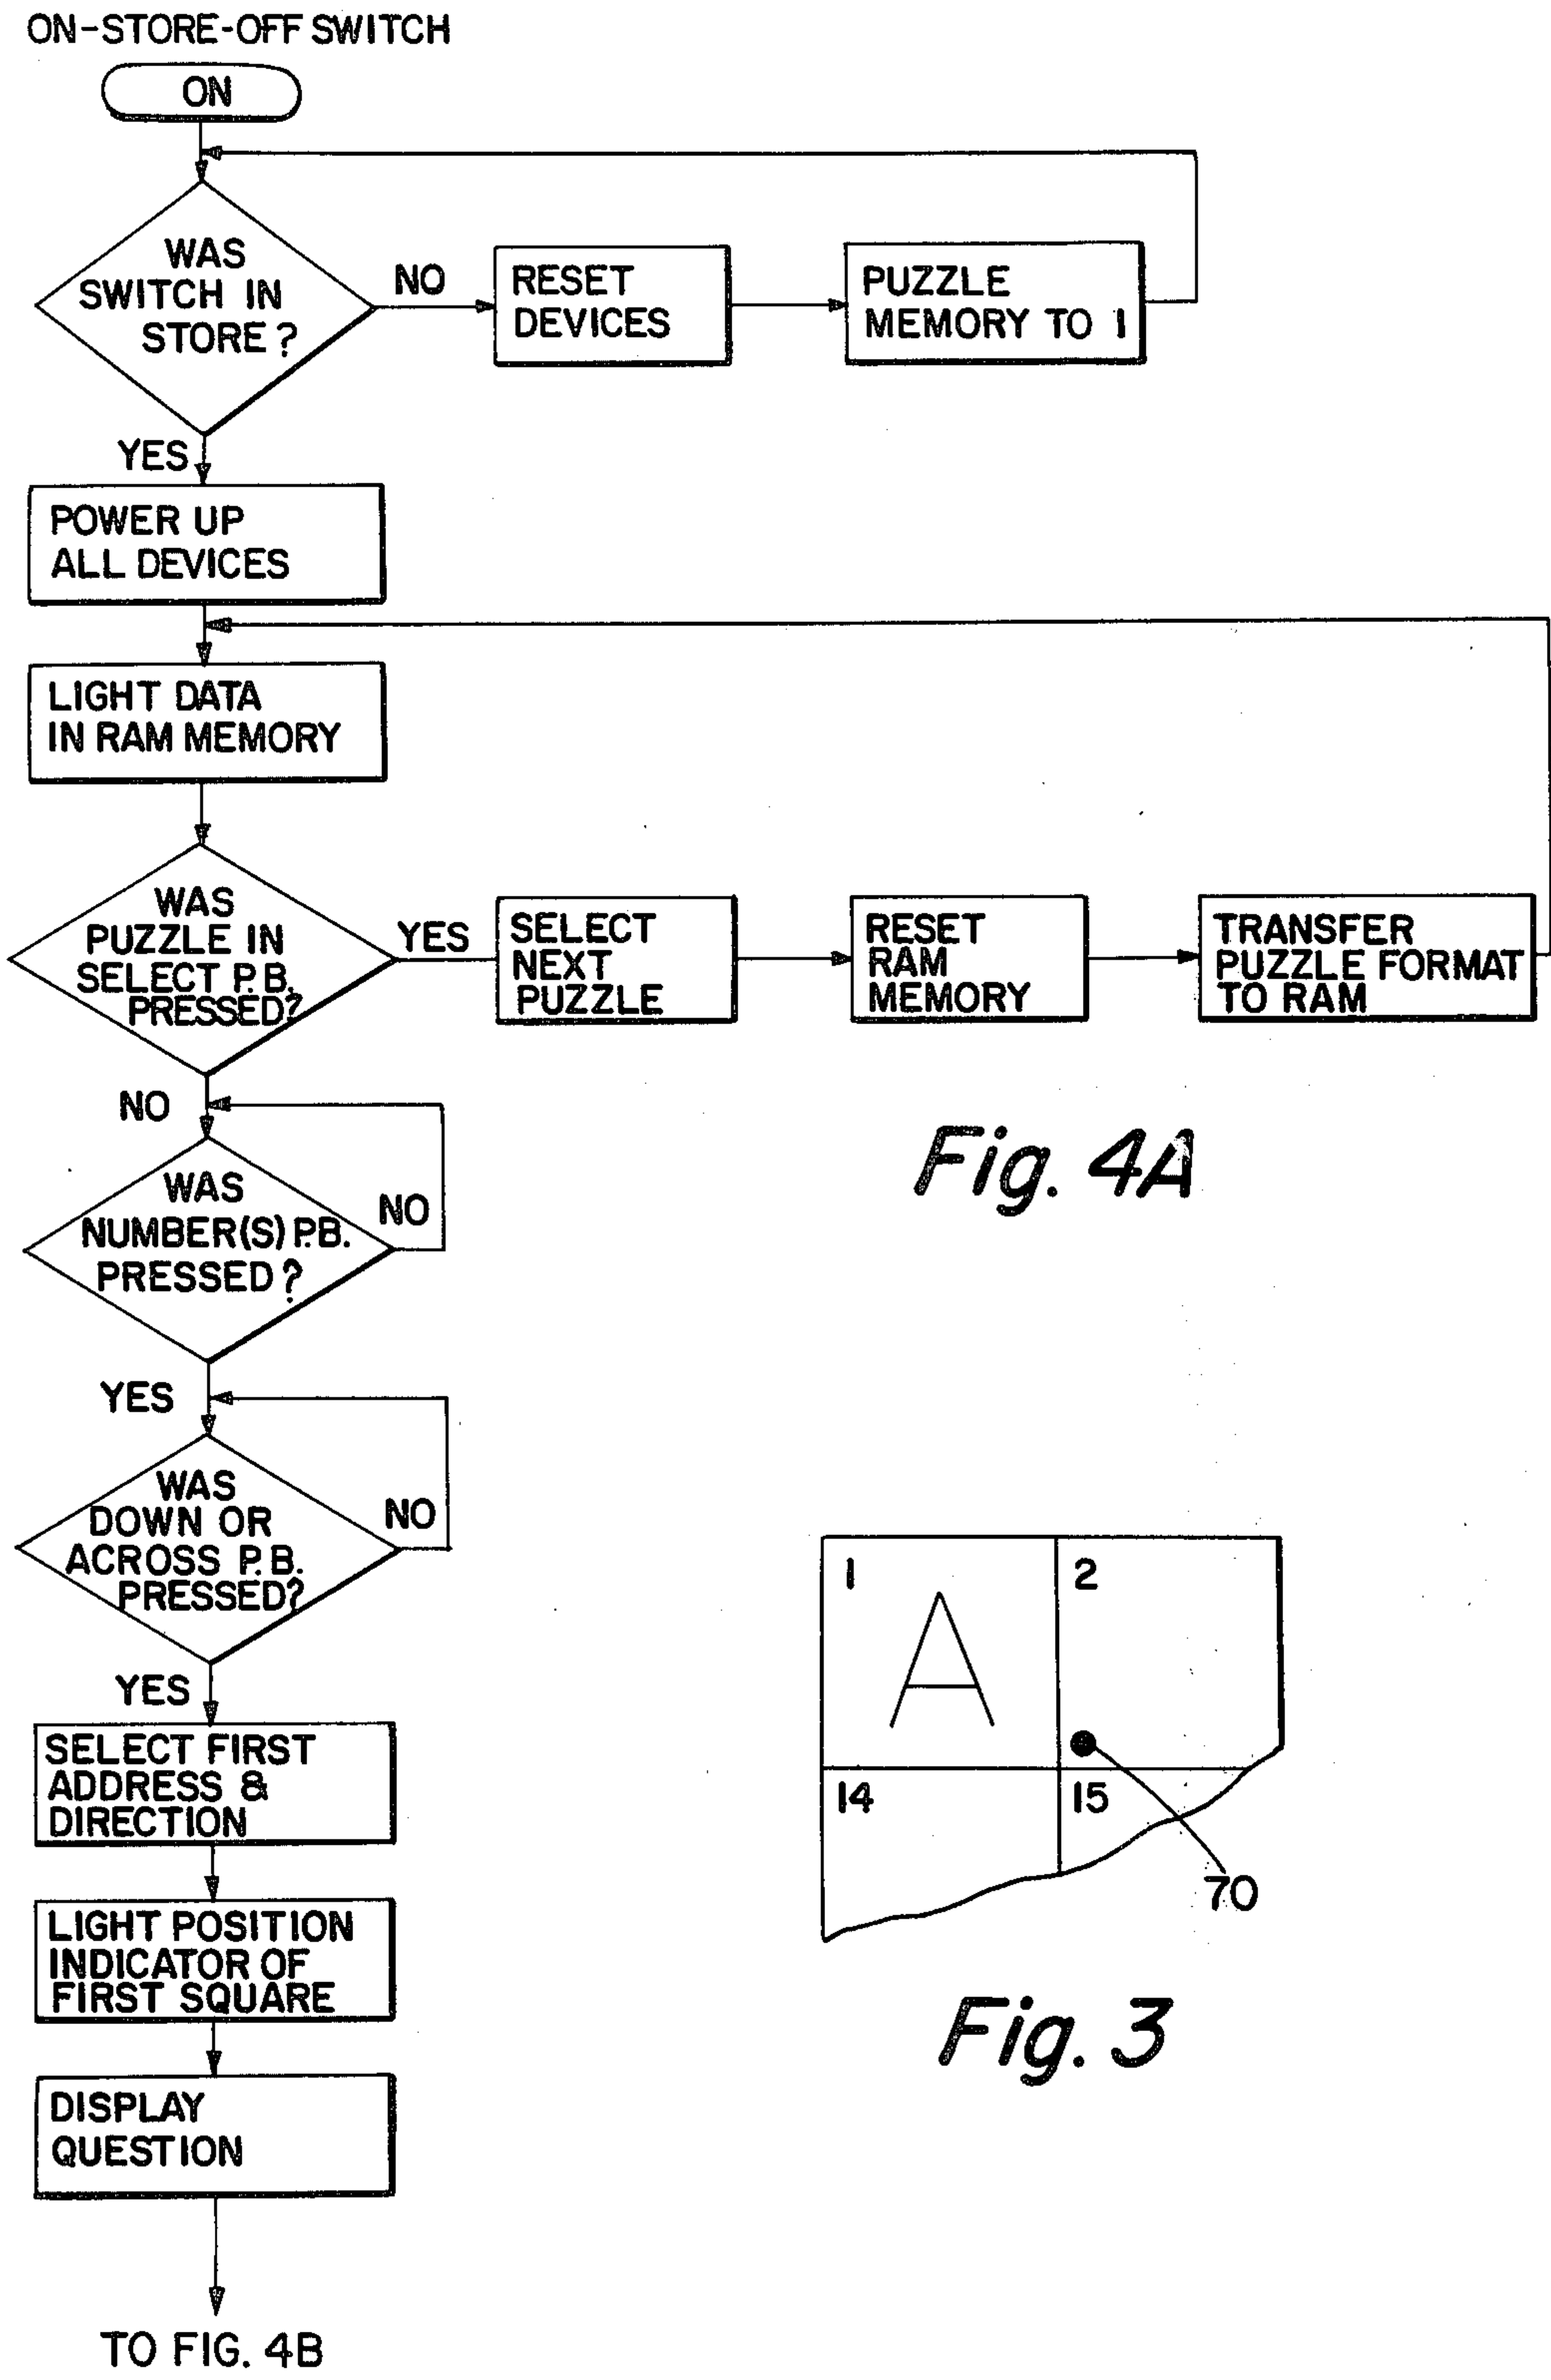 ON-STORE-OFF SWITCH
ON
WAS
SWITCH IN
STORE?
NO
RESET
DEVICES
PUZZLE
MEMORY TO 1
YES
POWER UP
ALL DEVICES
LIGHT DATA
IN RAM MEMORY
WAS
PUZZLE IN
SELECT P.B.
PRESSED?
YES
SELECT
NEXT
PUZZLE
RESET
RAM
MEMORY
TRANSFER
PUZZLE FORMAT
TO RAM
NO
Fig. 4A
WAS
NUMBER(S) P.B.
PRESSED?
NO
YES
WAS
DOWN OR
ACROSS P.B.
PRESSED?
NO
YES
SELECT FIRST
ADDRESS &
DIRECTION
LIGHT POSITION
INDICATOR OF
FIRST SQUARE
DISPLAY
QUESTION
TO FIG. 4B
1
2
A
14
15
70
Fig. 3